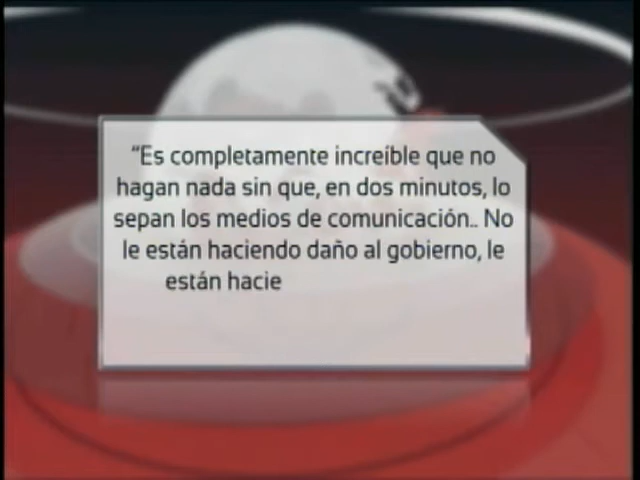 “Es completamente increíble que no
hagan nada sin que, en dos minutos, lo
sepan los medios de comunicación.. No
le están haciendo daño al gobierno, le
están hacie